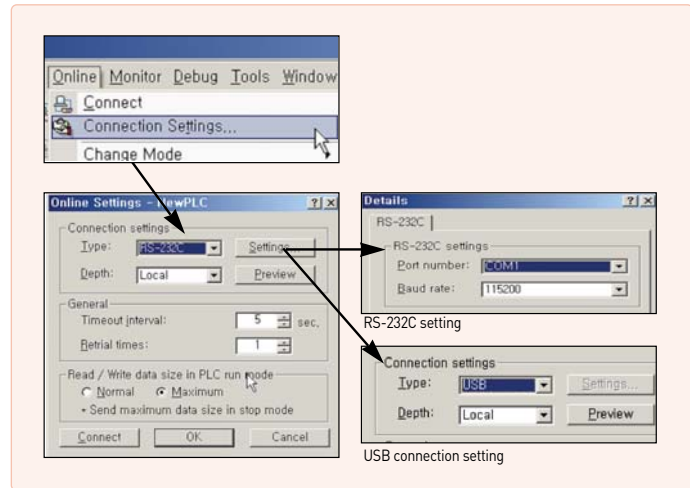 Online Monitor Debug Tools Window
Connect
Connection Settings...
Change Mode
Online Settings - NewPLC
Connection settings
Type: RS-232C Settings...
Depth: Local Preview
General
Timeout interval: 5 sec.
Retrial times: 1
Read / Write data size in PLC run mode
Normal Maximum
* Send maximum data size in stop mode
Connect OK Cancel
Details
RS-232C
RS-232C settings
Port number: COM1
Baud rate: 115200
RS-232C setting
Connection settings
Type: USB Settings...
Depth: Local Preview
USB connection setting